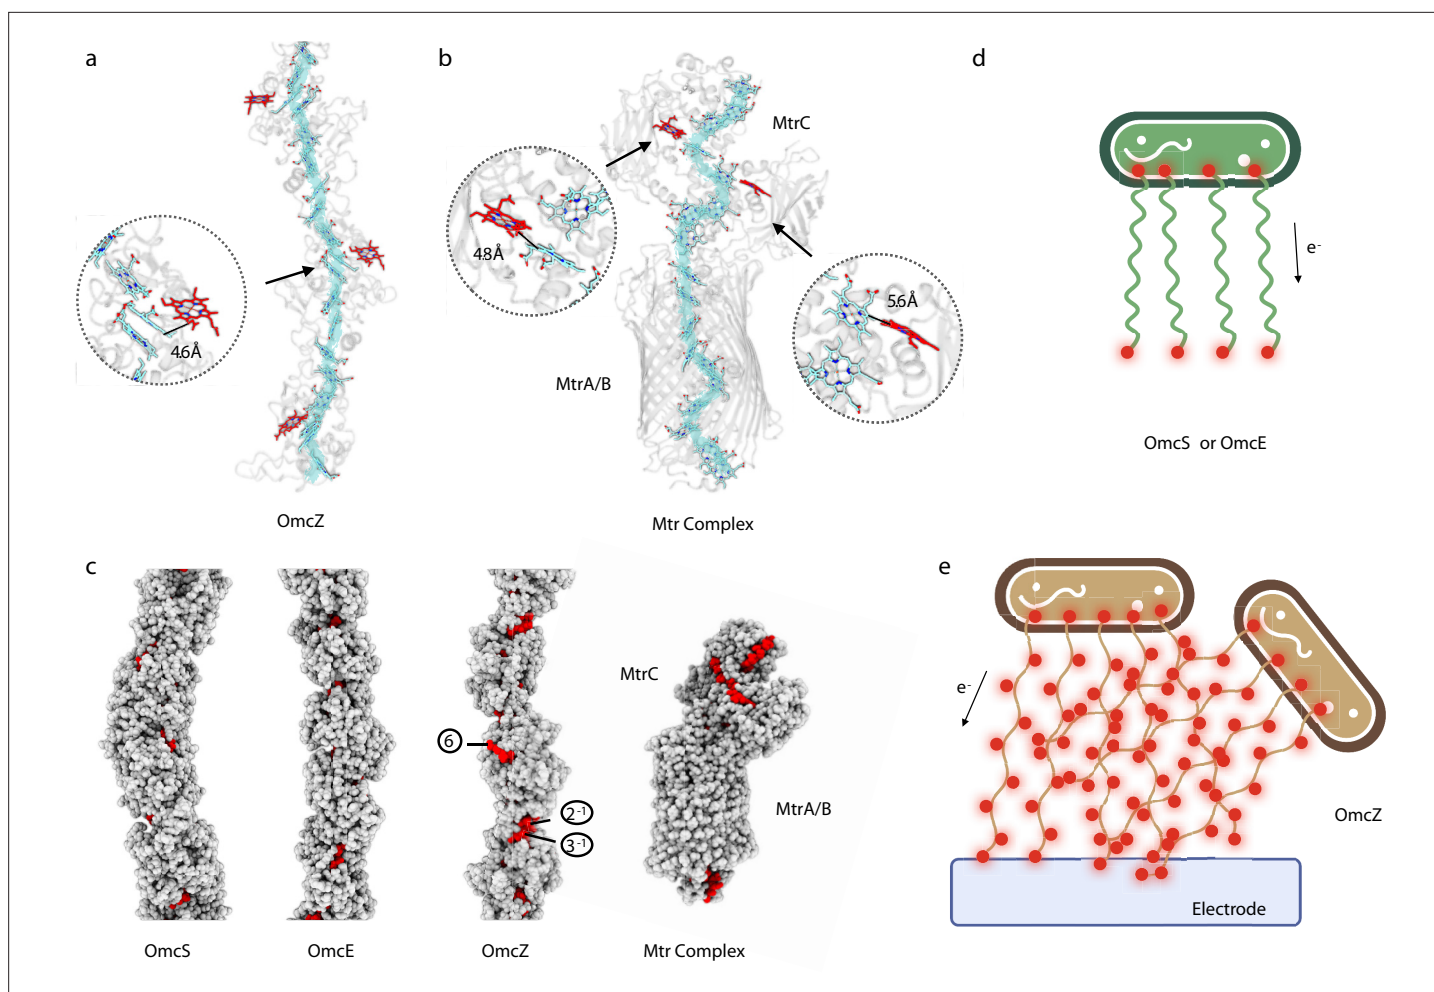 a
4.6Å
OmcZ
b
MtrC
4.8Å
5.6Å
MtrA/B
Mtr Complex
d
e-
OmcS or OmcE
c
MtrC
6
2-1
3-1
MtrA/B
OmcS
OmcE
OmcZ
Mtr Complex
e
e-
OmcZ
Electrode